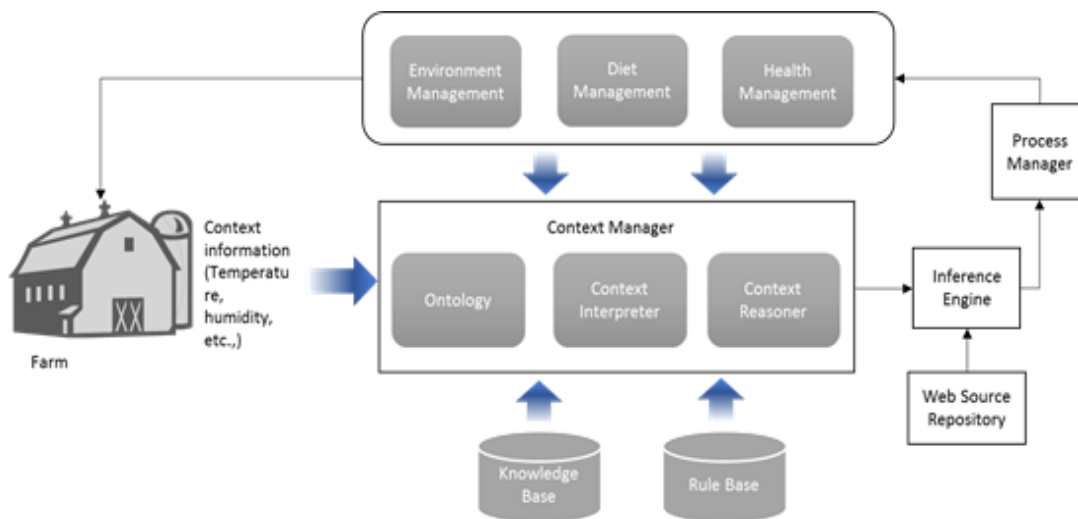 Environment
Management
Diet
Management
Health
Management
Process
Manager
Context
information
(Temperatu
re,
humidity,
etc.,)
Farm
Context Manager
Ontology
Context
Interpreter
Context
Reasoner
Inference
Engine
Web Source
Repository
Knowledge
Base
Rule Base